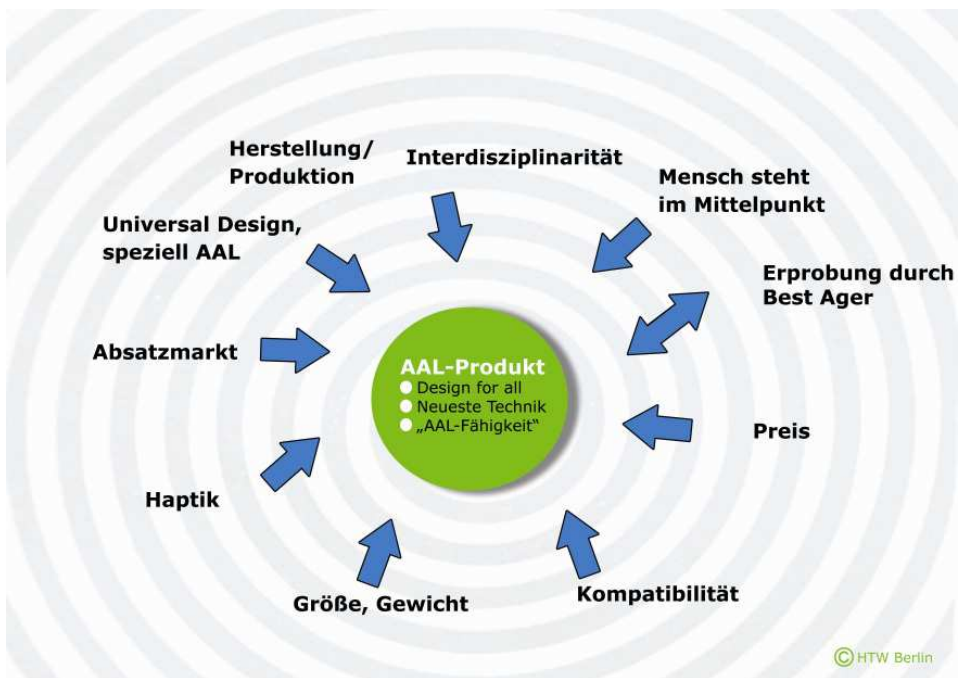 Herstellung/
Produktion
Interdisziplinarität
Mensch steht
im Mittelpunkt
Universal Design,
speziell AAL
Erprobung durch
Best Ager
Absatzmarkt
AAL-Produkt
Design for all
Neueste Technik
„AAL-Fähigkeit“
Preis
Haptik
Größe, Gewicht
Kompatibilität
© HTW Berlin